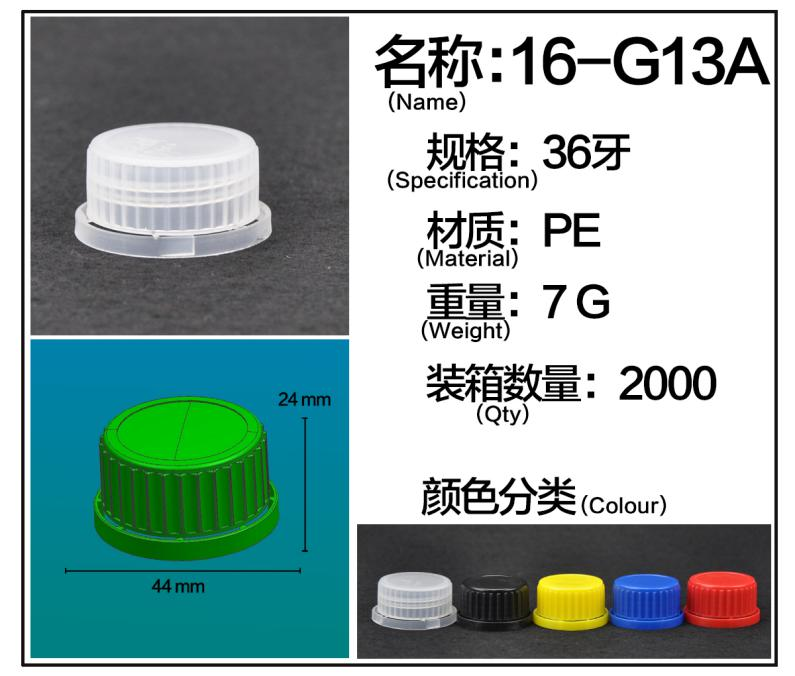 名称:16-G13A
(Name)
规格: 36牙
(Specification)
材质: PE
(Material)
重量: 7 G
(Weight)
装箱数量: 2000
(Qty)
颜色分类(Colour)
24 mm
44 mm